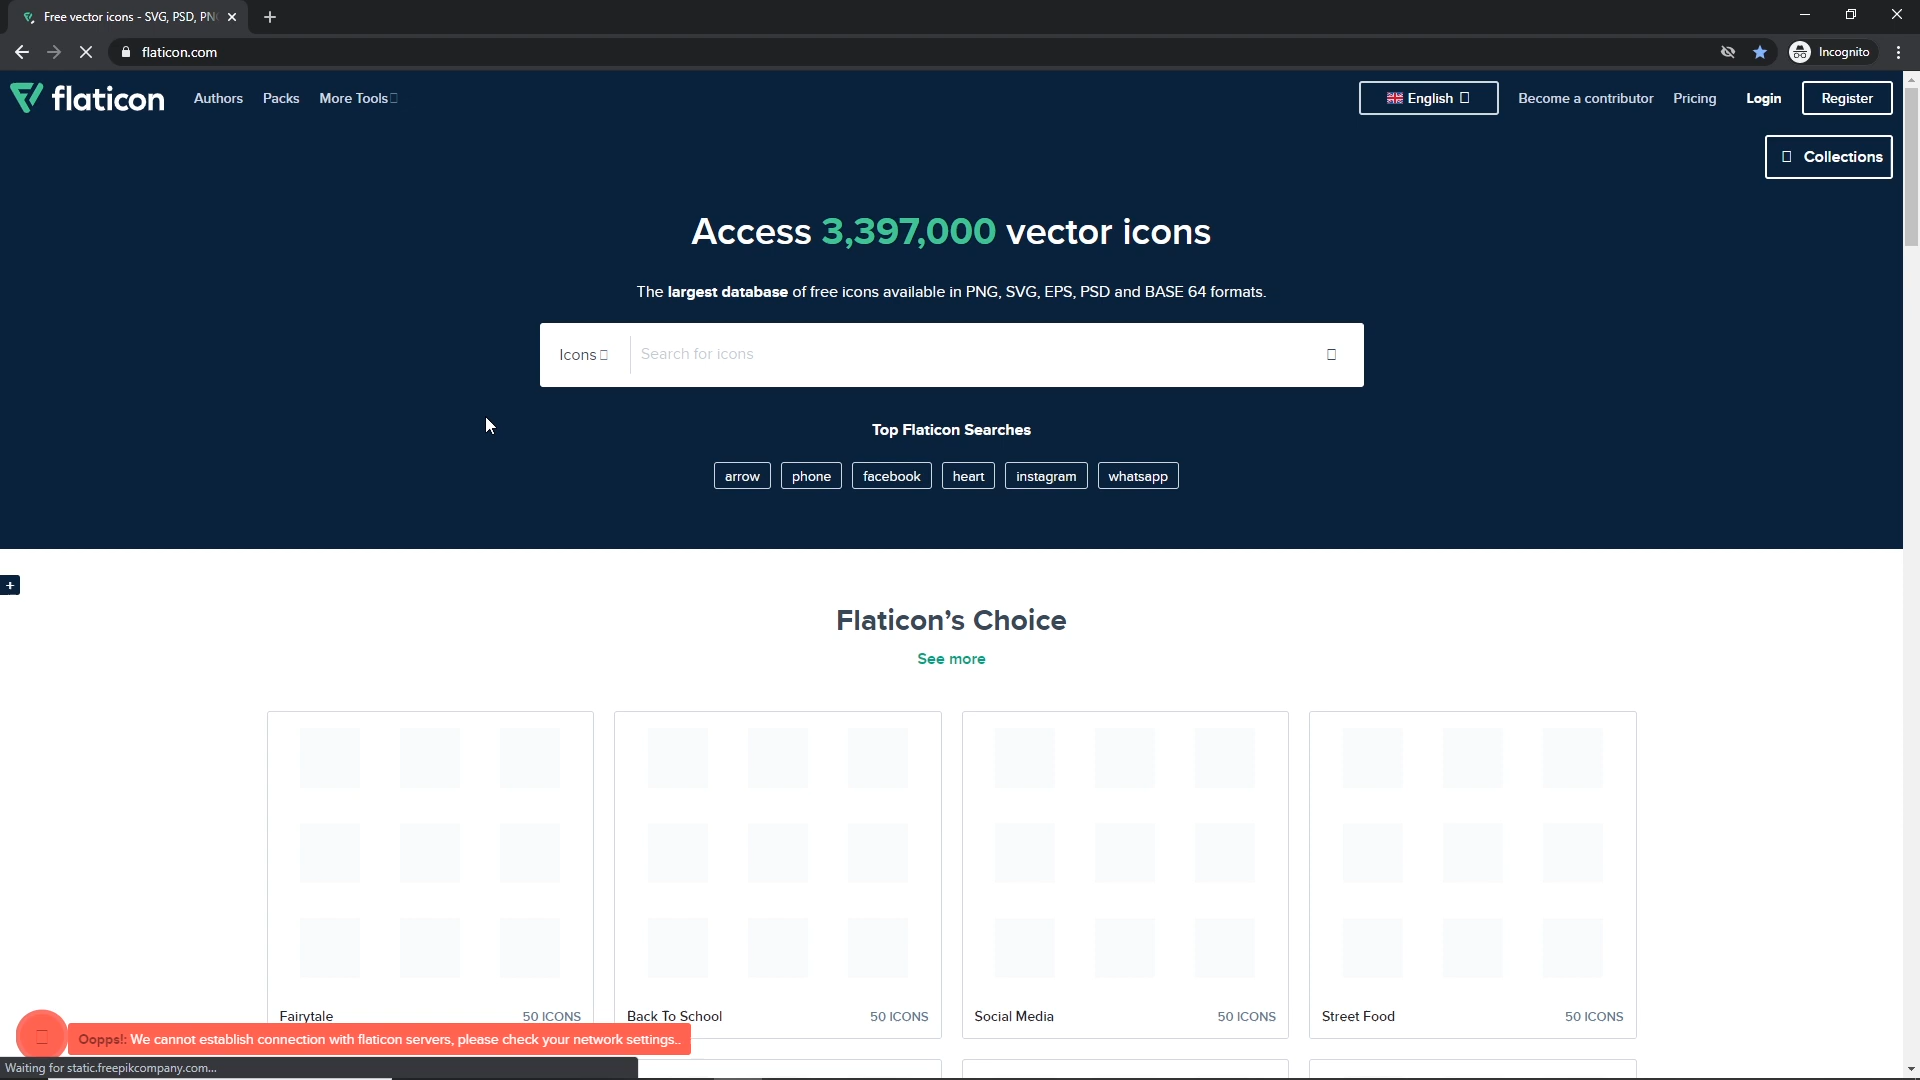 Free vector icons - SVG, PSD, PN
flaticon.com
Incognito
flaticon
Authors
Packs
More Tools
English
Become a contributor
Pricing
Login
Register
Collections
Access 3,397,000 vector icons
The largest database of free icons available in PNG, SVG, EPS, PSD and BASE 64 formats.
Icons
Search for icons
Top Flaticon Searches
arrow
phone
facebook
heart
instagram
whatsapp
+
Flaticon’s Choice
See more
Fairytale
50 ICONS
Back To School
50 ICONS
Social Media
50 ICONS
Street Food
50 ICONS
Oopps!: We cannot establish connection with flaticon servers, please check your network settings..
Waiting for static.freepikcompany.com...